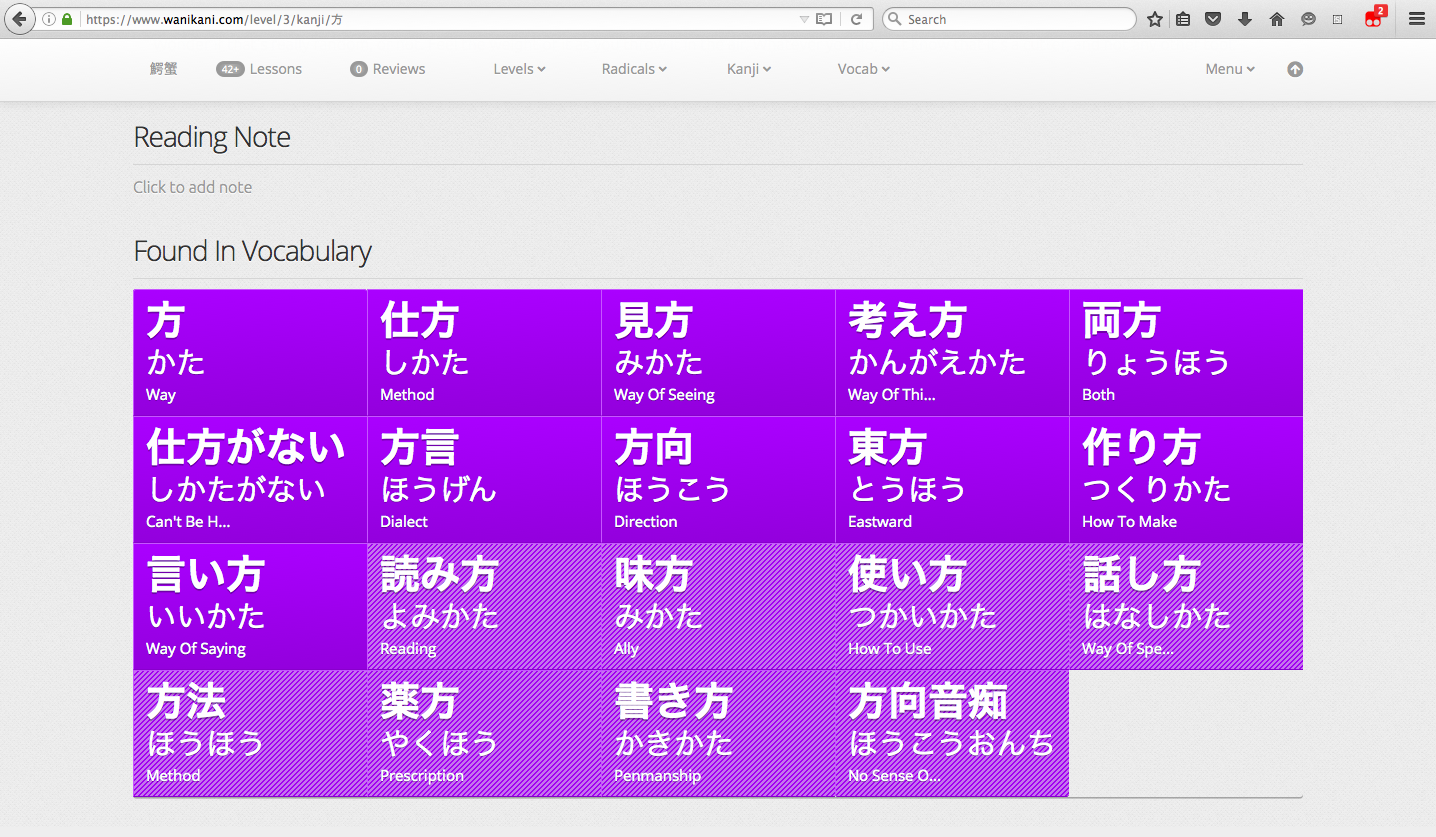 https://www.wanikani.com/level/3/kanji/方
Search
2
鰐蟹
42+ Lessons
0 Reviews
Levels
Radicals
Kanji
Vocab
Menu
Reading Note
Click to add note
Found In Vocabulary
方
かた
Way
仕方
しかた
Method
見方
みかた
Way Of Seeing
考え方
かんがえかた
Way Of Thi...
両方
りょうほう
Both
仕方がない
しかたがない
Can't Be H...
方言
ほうげん
Dialect
方向
ほうこう
Direction
東方
とうほう
Eastward
作り方
つくりかた
How To Make
言い方
いいかた
Way Of Saying
読み方
よみかた
Reading
味方
みかた
Ally
使い方
つかいかた
How To Use
話し方
はなしかた
Way Of Spe...
方法
ほうほう
Method
薬方
やくほう
Prescription
書き方
かきかた
Penmanship
方向音痴
ほうこうおんち
No Sense O...